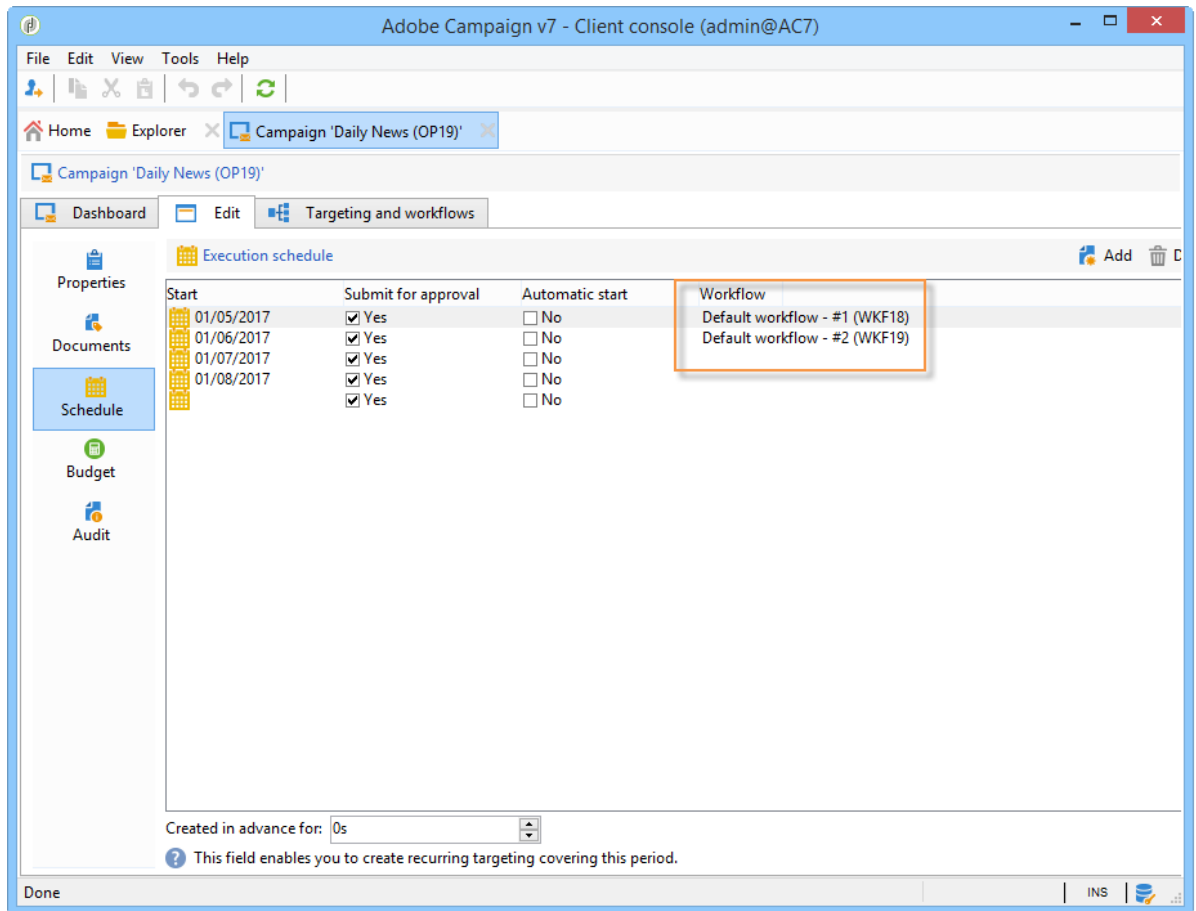 Adobe Campaign v7 - Client console (admin@AC7)
File Edit View Tools Help
Home Explorer Campaign 'Daily News (OP19)'
Campaign 'Daily News (OP19)'
Dashboard Edit Targeting and workflows
Properties
Documents
Schedule
Budget
Audit
Execution schedule Add D
Start Submit for approval Automatic start Workflow
01/05/2017 Yes No Default workflow - #1 (WKF18)
01/06/2017 Yes No Default workflow - #2 (WKF19)
01/07/2017 Yes No
01/08/2017 Yes No
Yes No
Created in advance for: 0s
? This field enables you to create recurring targeting covering this period.
Done INS